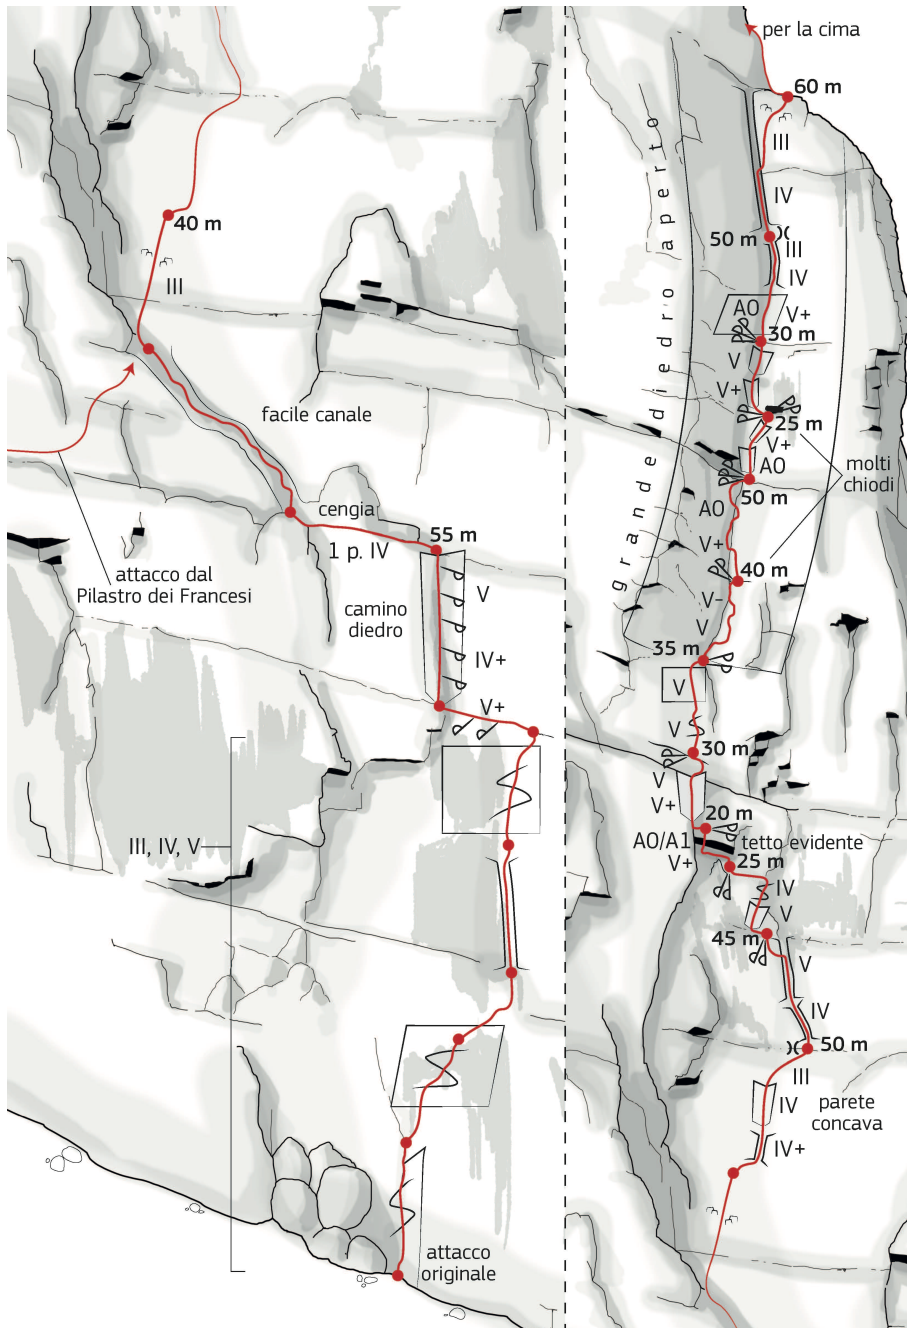 40 m
III
facile canale
cengia
1 p. IV
55 m
attacco dal
Pilastro dei Francesi
camino
diedro
V
IV+
V+
III, IV, V
attacco
originale
per la cima
60 m
III
IV
50 m
III
IV
A0
V+
30 m
V
V+
25 m
V+
A0
molti
chiodi
50 m
A0
V+
40 m
V-
V
35 m
V
V
30 m
V
V+
20 m
A0/A1
tetto evidente
V+
25 m
IV
V
45 m
V
IV
50 m
III
IV
parete
concava
IV+
grande diedro aperto